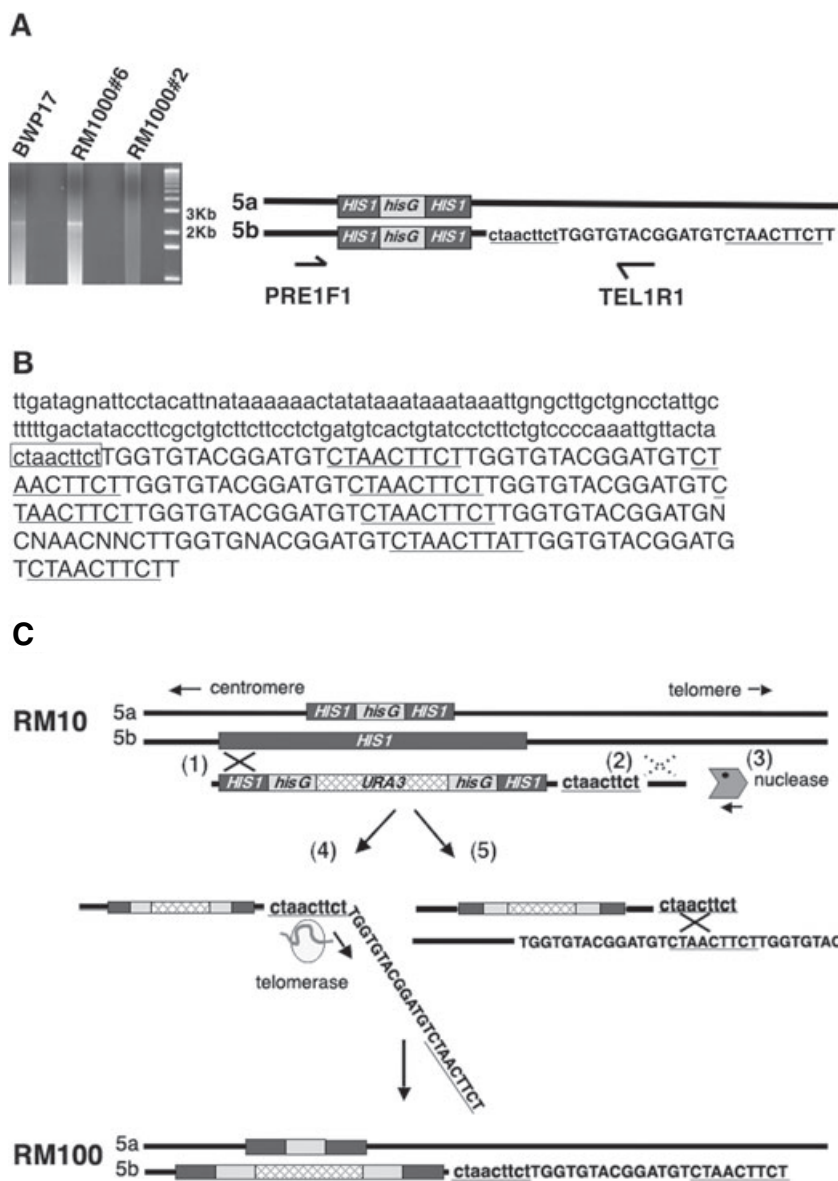 A
BWP17
RM1000#6
RM1000#2
3Kb
2Kb
5a HIS1 hisG HIS1
5b HIS1 hisG HIS1 ctaacttctTGGTGTACGGATGTCTAACTTCTT
PRE1F1 TEL1R1
B
ttgatagnattcctacattnataaaaaactatataaataaataaattgngcttgctgncctattgc
tttttgactataccttcgctgtcttcttcctctgatgtcactgtatcctcttctgtccccaaattgttacta
ctaacttctTGGTGTACGGATGTCTAACTTCTTGGTGTACGGATGTCT
AACTTCTTGGTGTACGGATGTCTAACTTCTTGGTGTACGGATGTC
TAACTTCTTGGTGTACGGATGTCTAACTTCTTGGTGTACGGATGN
CNAACNNCTTGGTGNACGGATGTCTAACTTATTGGTGTACGGATG
TCTAACTTCTT
C
centromere telomere
RM10 5a HIS1 hisG HIS1
5b HIS1
(1) (2) (3)
HIS1 hisG URA3 hisG HIS1 ctaacttct nuclease
(4) (5)
ctaacttct ctaacttct
TGGTGTACGGATGTCTAACTTCT
TGGTGTACGGATGTCTAACTTCTTGGTGTAC
telomerase
RM100 5a
5b ctaacttctTGGTGTACGGATGTCTAACTTCT